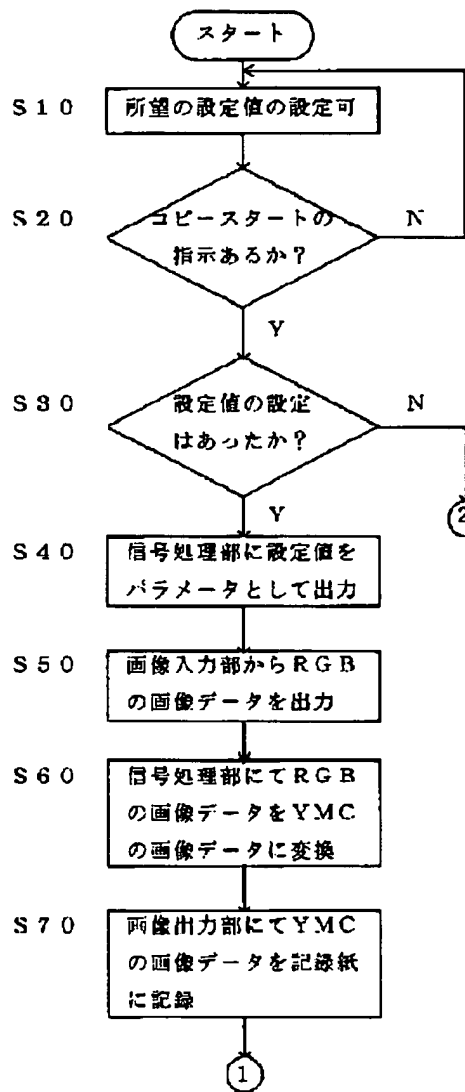 スタート
S10 所望の設定値の設定可
S20 コピースタートの N
指示あるか？
Y
S30 設定値の設定 N
はあったか？
Y ②
S40 信号処理部に設定値を
パラメータとして出力
S50 画像入力部からRGB
の画像データを出力
S60 信号処理部にてRGB
の画像データをYMC
の画像データに変換
S70 画像出力部にてYMC
の画像データを記録紙
に記録
①